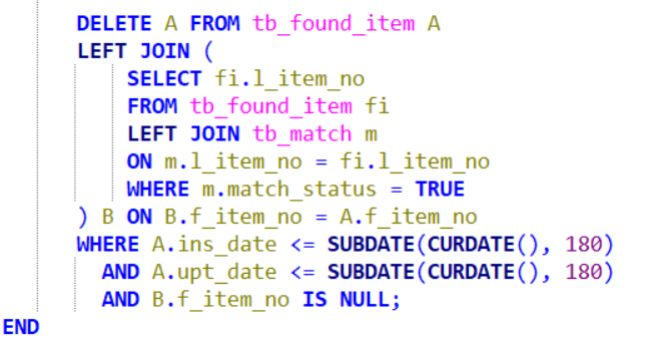 DELETE A FROM tb_found_item A
LEFT JOIN (
SELECT fi.l_item_no
FROM tb_found_item fi
LEFT JOIN tb_match m
ON m.l_item_no = fi.l_item_no
WHERE m.match_status = TRUE
) B ON B.f_item_no = A.f_item_no
WHERE A.ins_date <= SUBDATE(CURDATE(), 180)
AND A.upt_date <= SUBDATE(CURDATE(), 180)
AND B.f_item_no IS NULL;
END